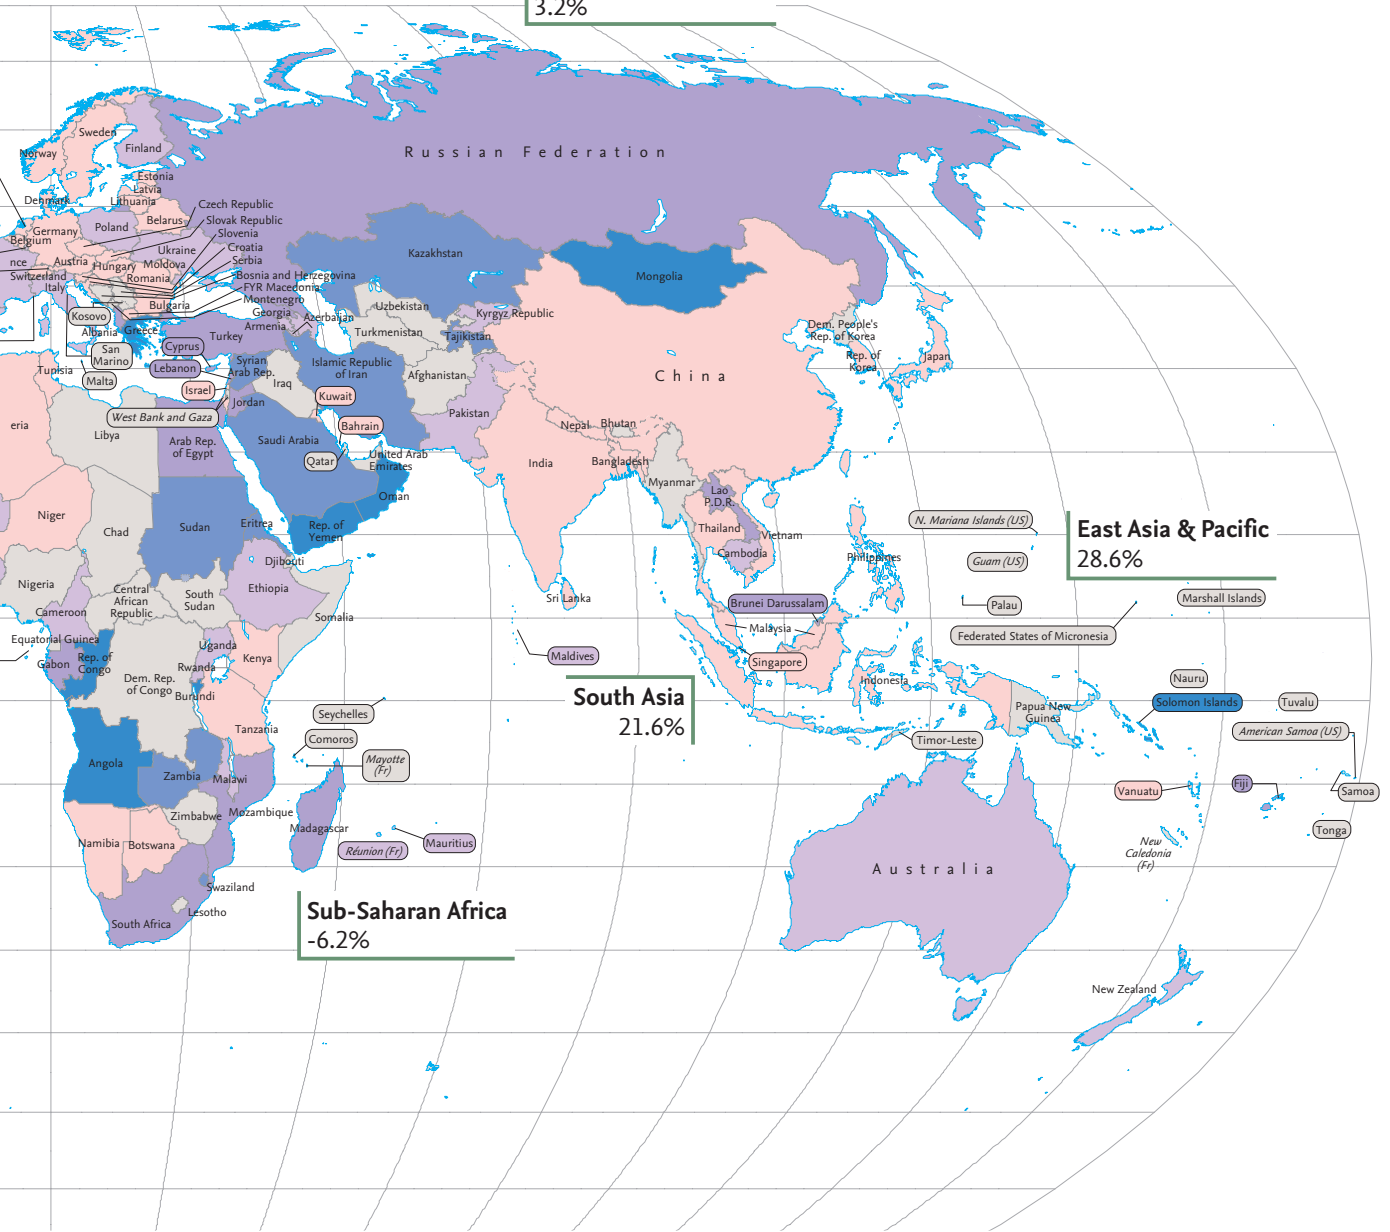 3.2%
Russian Federation
Sweden
Norway
Finland
Estonia
Latvia
Lithuania
Denmark
Germany
Belgium
nce
Switzerland
Italy
Poland
Belarus
Austria
Hungary
Ukraine
Moldova
Romania
Bulgaria
Czech Republic
Slovak Republic
Slovenia
Croatia
Serbia
Bosnia and Herzegovina
FYR Macedonia
Montenegro
Georgia
Armenia
Azerbaijan
Kosovo
Albania
Greece
Turkey
San
Marino
Malta
Cyprus
Lebanon
Israel
West Bank and Gaza
Syrian
Arab Rep.
Jordan
Iraq
Kuwait
Bahrain
Qatar
Islamic Republic
of Iran
Saudi Arabia
United Arab
Emirates
Oman
Rep. of
Yemen
Kazakhstan
Uzbekistan
Turkmenistan
Kyrgyz Republic
Tajikistan
Afghanistan
Pakistan
Mongolia
China
Dem. People's
Rep. of Korea
Rep. of
Korea
Japan
India
Nepal
Bhutan
Bangladesh
Myanmar
Lao
P.D.R.
Thailand
Vietnam
Cambodia
Sri Lanka
Maldives
Philippines
Brunei Darussalam
Malaysia
Singapore
Indonesia
Timor-Leste
Papua New
Guinea
South Asia
21.6%
East Asia & Pacific
28.6%
N. Mariana Islands (US)
Guam (US)
Palau
Marshall Islands
Federated States of Micronesia
Nauru
Solomon Islands
Tuvalu
American Samoa (US)
Vanuatu
Fiji
Samoa
Tonga
New
Caledonia
(Fr)
Australia
New Zealand
Tunisia
eria
Libya
Arab Rep.
of Egypt
Niger
Chad
Sudan
Eritrea
Djibouti
Ethiopia
Somalia
Nigeria
Cameroon
Central
African
Republic
South
Sudan
Equatorial Guinea
Gabon
Rep. of
Congo
Dem. Rep.
of Congo
Uganda
Kenya
Rwanda
Burundi
Tanzania
Seychelles
Comoros
Mayotte
(Fr)
Angola
Zambia
Malawi
Mozambique
Zimbabwe
Namibia
Botswana
Madagascar
Réunion (Fr)
Mauritius
Swaziland
Lesotho
South Africa
Sub-Saharan Africa
-6.2%